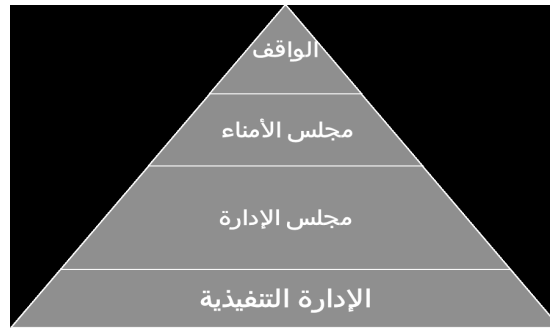 الواقف
مجلس الأمناء
مجلس الإدارة
الإدارة التنفيذية